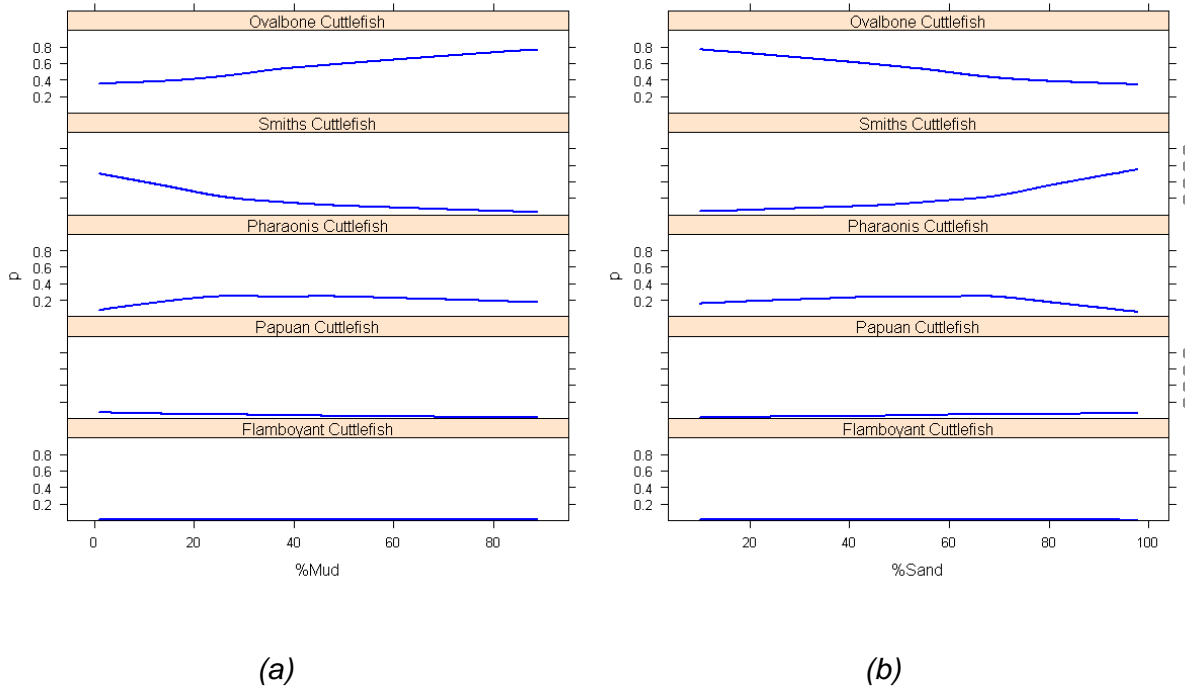 Ovalbone Cuttlefish
0.8
0.6
0.4
0.2
Smiths Cuttlefish
Pharaonis Cuttlefish
0.8
0.6
0.4
0.2
p
Papuan Cuttlefish
Flamboyant Cuttlefish
0.8
0.6
0.4
0.2
0 20 40 60 80
%Mud
(a)
Ovalbone Cuttlefish
0.8
0.6
0.4
0.2
Smiths Cuttlefish
Pharaonis Cuttlefish
0.8
0.6
0.4
0.2
p
Papuan Cuttlefish
Flamboyant Cuttlefish
0.8
0.6
0.4
0.2
20 40 60 80 100
%Sand
(b)